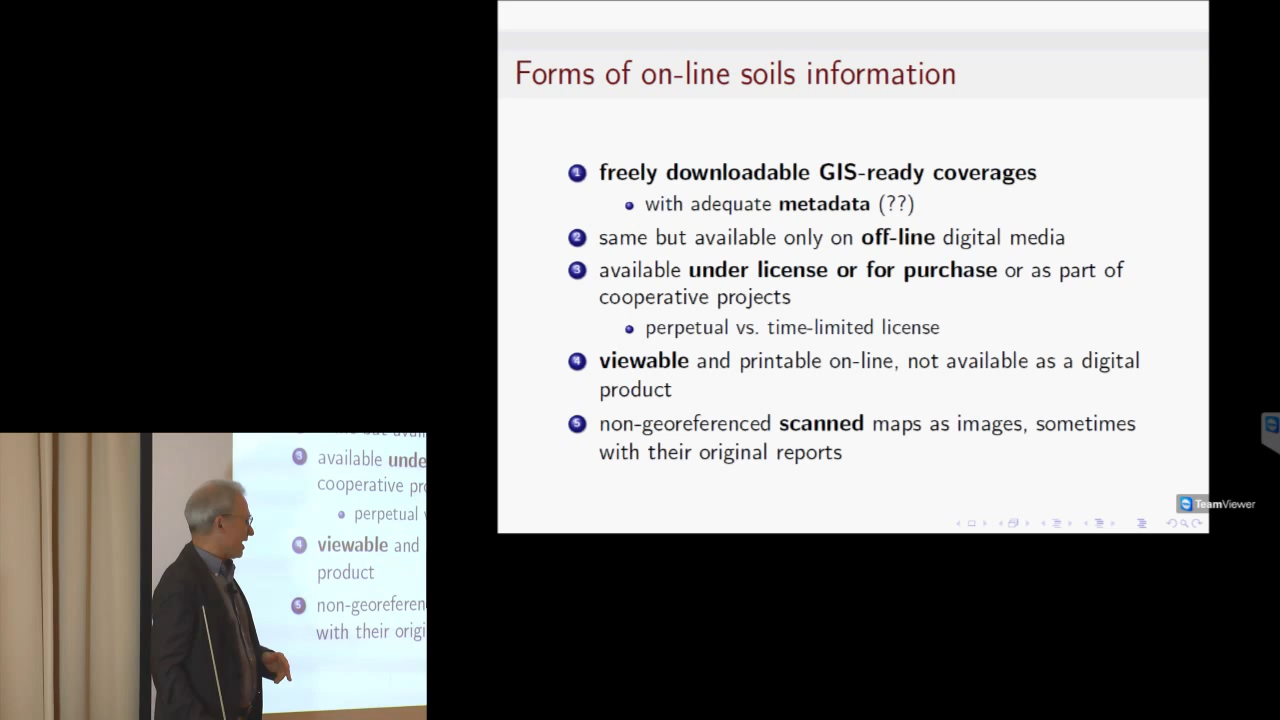 Forms of on-line soils information
1 freely downloadable GIS-ready coverages
with adequate metadata (??)
2 same but available only on off-line digital media
3 available under license or for purchase or as part of
cooperative projects
perpetual vs. time-limited license
4 viewable and printable on-line, not available as a digital
product
5 non-georeferenced scanned maps as images, sometimes
with their original reports
TeamViewer
3 available unde
cooperative pro
perpetual v
4 viewable and
product
5 non-georeferen
with their origi